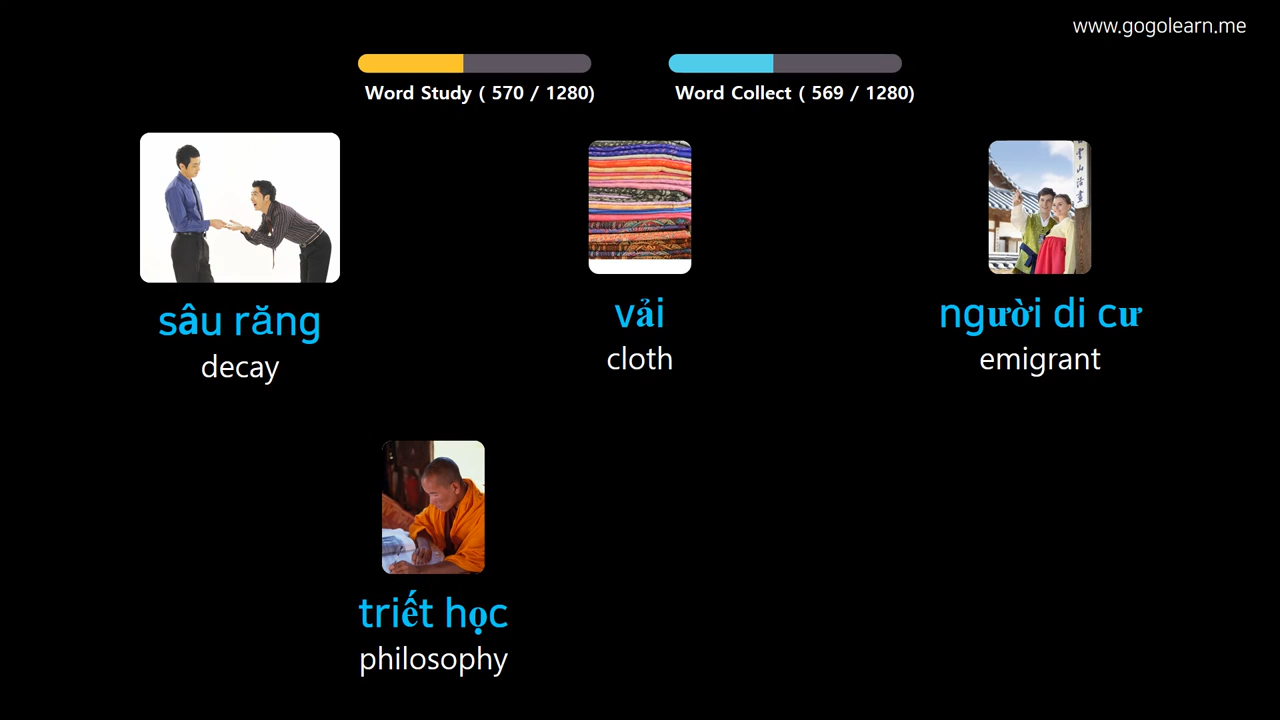 www.gogolearn.me
Word Study ( 570 / 1280)
Word Collect ( 569 / 1280)
sâu răng
decay
vải
cloth
người di cư
emigrant
triết học
philosophy